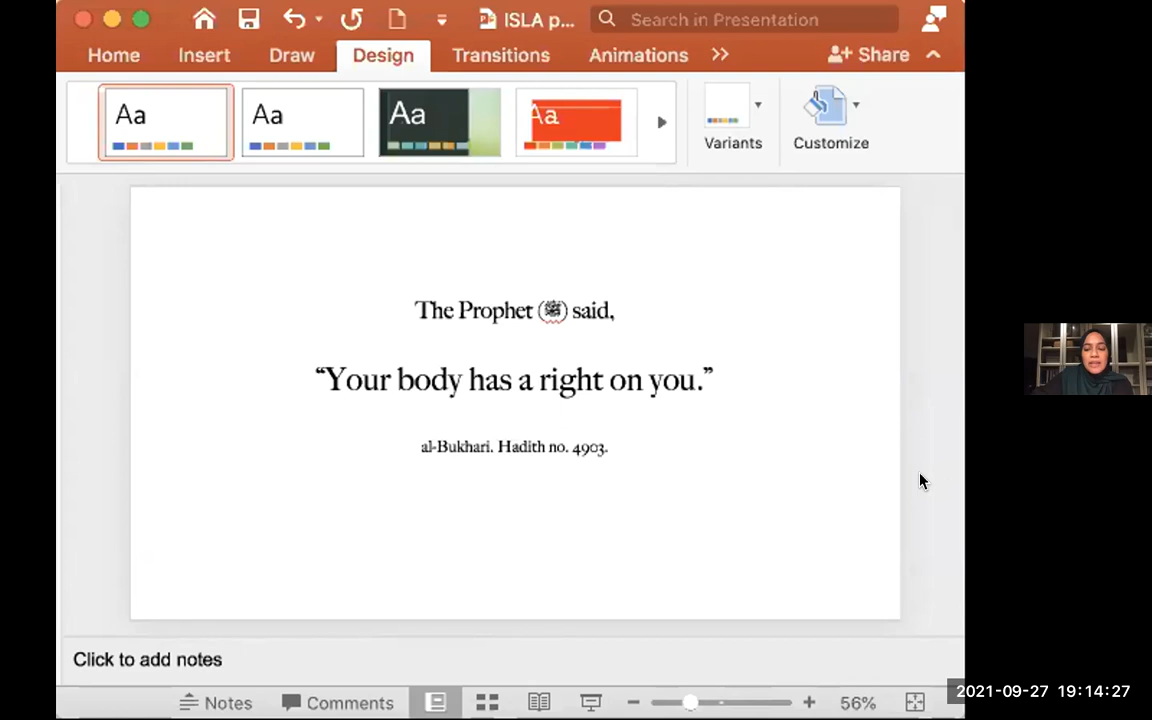 ISLA p...
Search in Presentation
Home
Insert
Draw
Design
Transitions
Animations
>>
Share
Aa
Aa
Aa
Aa
Variants
Customize
The Prophet (ﷺ) said,
“Your body has a right on you.”
al-Bukhari. Hadith no. 4903.
Click to add notes
Notes
Comments
56%
2021-09-27 19:14:27